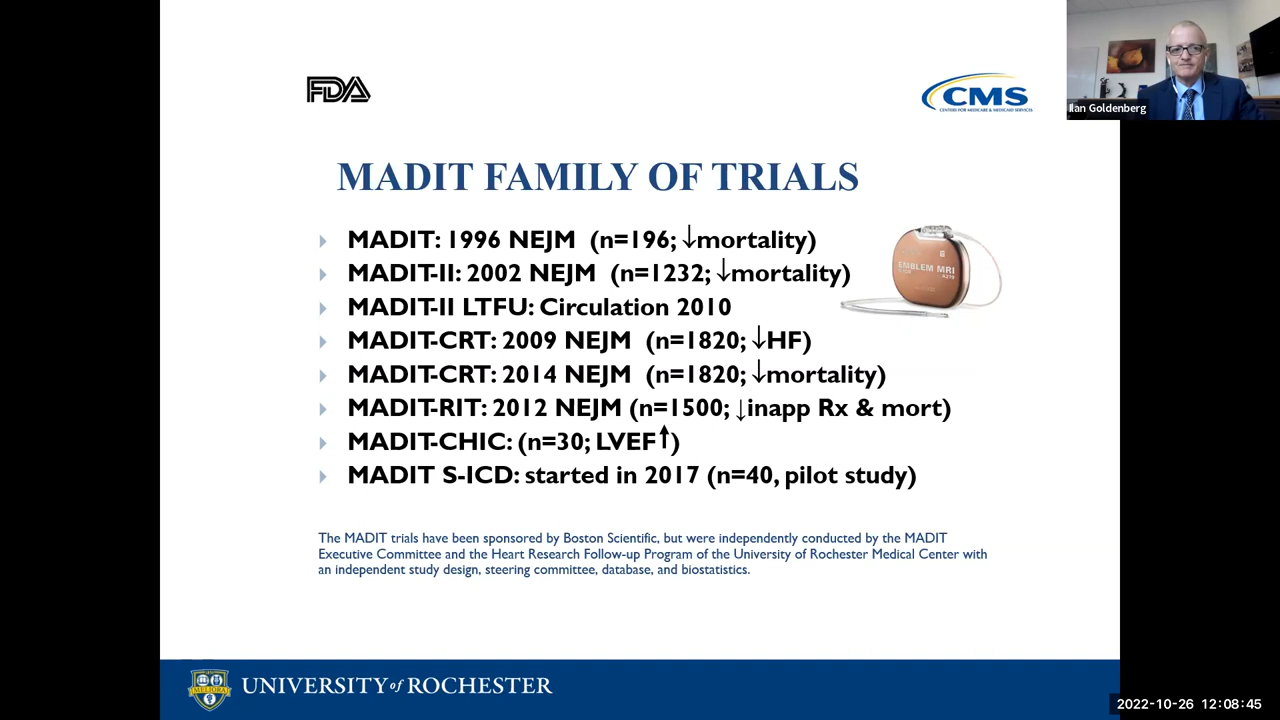 FDA
CMS
CENTERS FOR MEDICARE & MEDICAID SERVICES
Ilan Goldenberg
MADIT FAMILY OF TRIALS
MADIT: 1996 NEJM (n=196; ↓mortality)
MADIT-II: 2002 NEJM (n=1232; ↓mortality)
MADIT-II LTFU: Circulation 2010
MADIT-CRT: 2009 NEJM (n=1820; ↓HF)
MADIT-CRT: 2014 NEJM (n=1820; ↓mortality)
MADIT-RIT: 2012 NEJM (n=1500; ↓inapp Rx & mort)
MADIT-CHIC: (n=30; LVEF↑)
MADIT S-ICD: started in 2017 (n=40, pilot study)
EMBLEM MRI
The MADIT trials have been sponsored by Boston Scientific, but were independently conducted by the MADIT
Executive Committee and the Heart Research Follow-up Program of the University of Rochester Medical Center with
an independent study design, steering committee, database, and biostatistics.
MELIORA
UNIVERSITY of ROCHESTER
2022-10-26 12:08:45